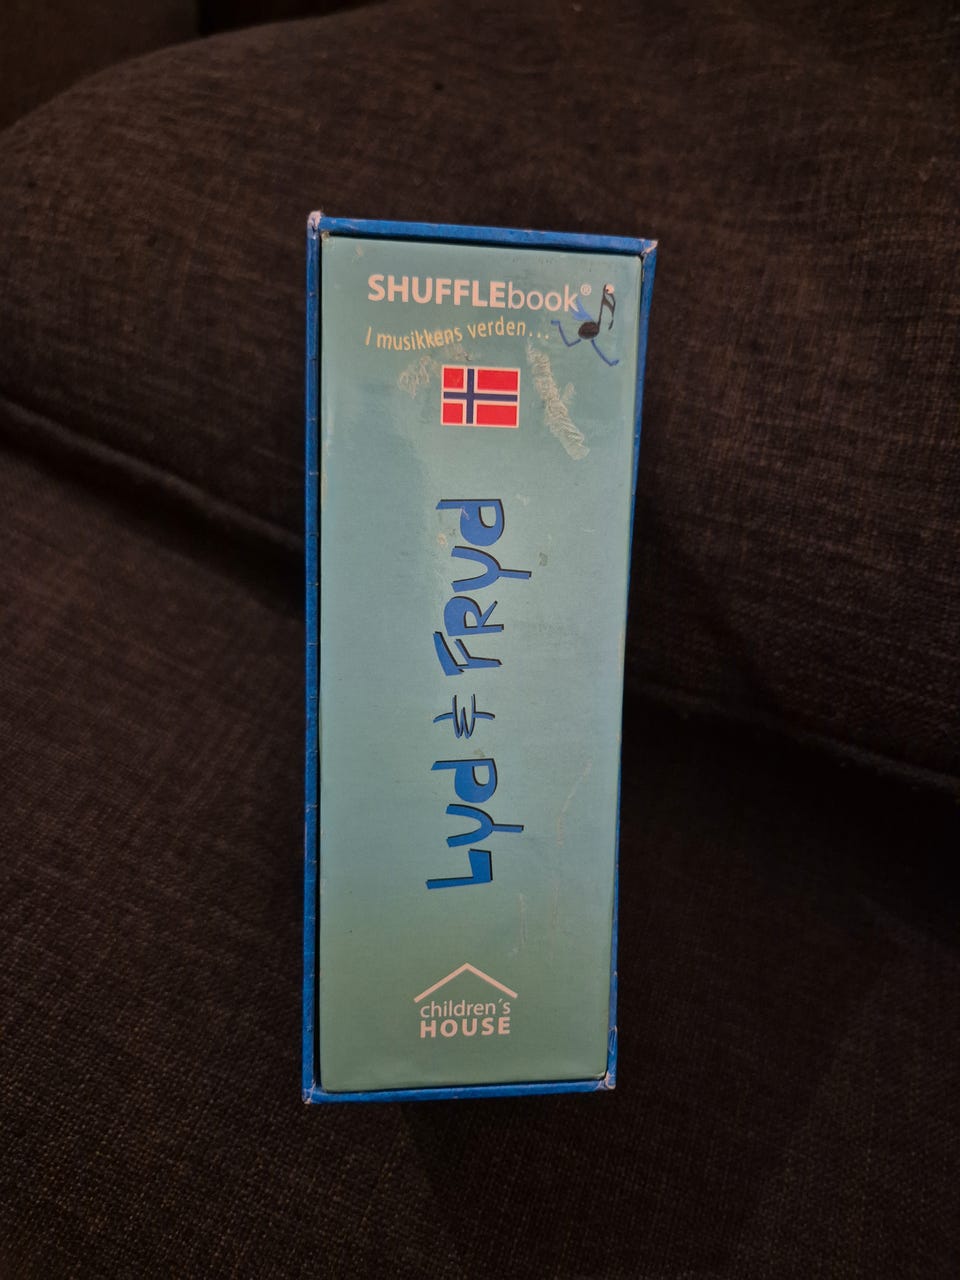 SHUFFLEbook®
I musikkens verden...
Lyd & FRYd
children´s
HOUSE